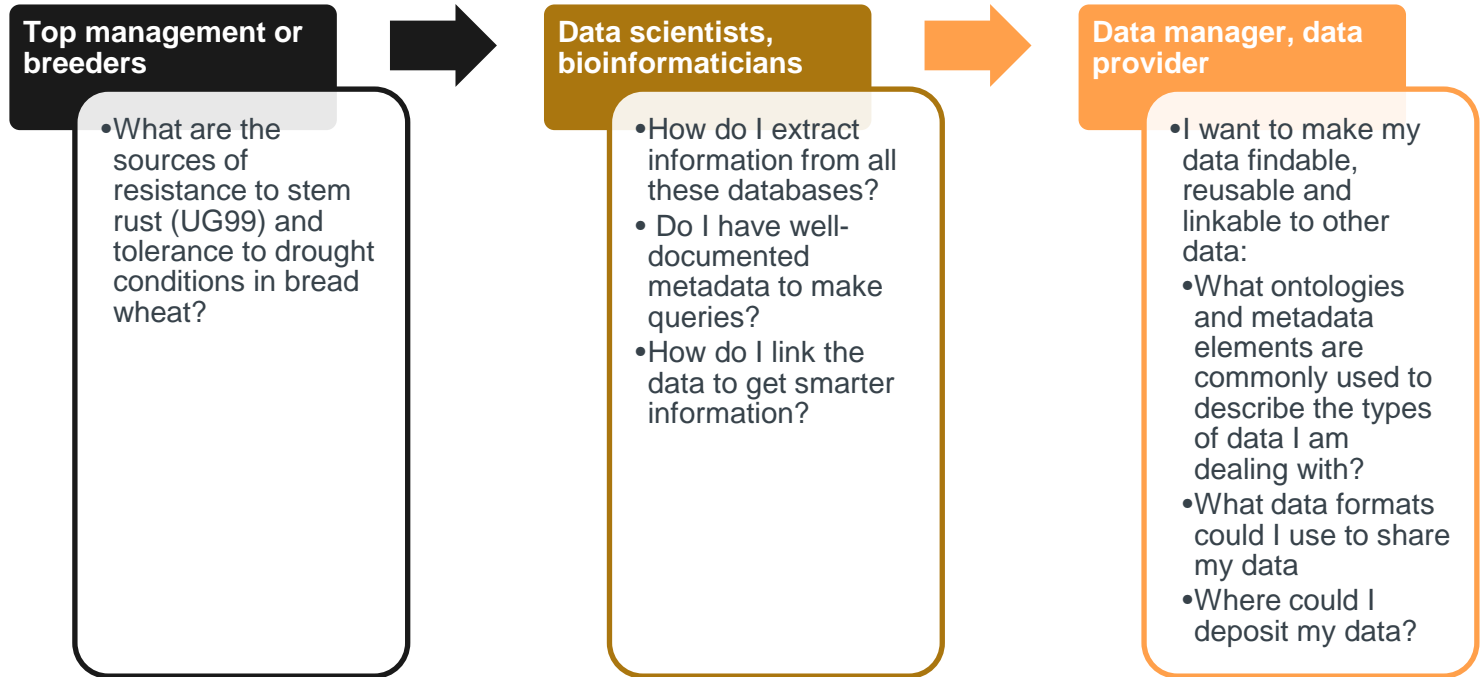 Top management or
breeders
•What are the
sources of
resistance to stem
rust (UG99) and
tolerance to drought
conditions in bread
wheat?
Data scientists,
bioinformaticians
•How do I extract
information from all
these databases?
• Do I have well-
documented
metadata to make
queries?
•How do I link the
data to get smarter
information?
Data manager, data
provider
•I want to make my
data findable,
reusable and
linkable to other
data:
•What ontologies
and metadata
elements are
commonly used to
describe the types
of data I am
dealing with?
•What data formats
could I use to share
my data
•Where could I
deposit my data?